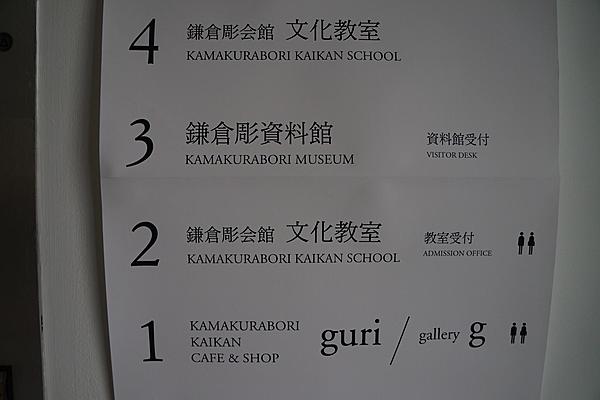 4 鎌倉彫会館 文化教室
KAMAKURABORI KAIKAN SCHOOL
3 鎌倉彫資料館 資料館受付
KAMAKURABORI MUSEUM VISITOR DESK
2 鎌倉彫会館 文化教室 教室受付
KAMAKURABORI KAIKAN SCHOOL ADMISSION OFFICE
1 KAMAKURABORI
KAIKAN
CAFE & SHOP
guri / gallery g